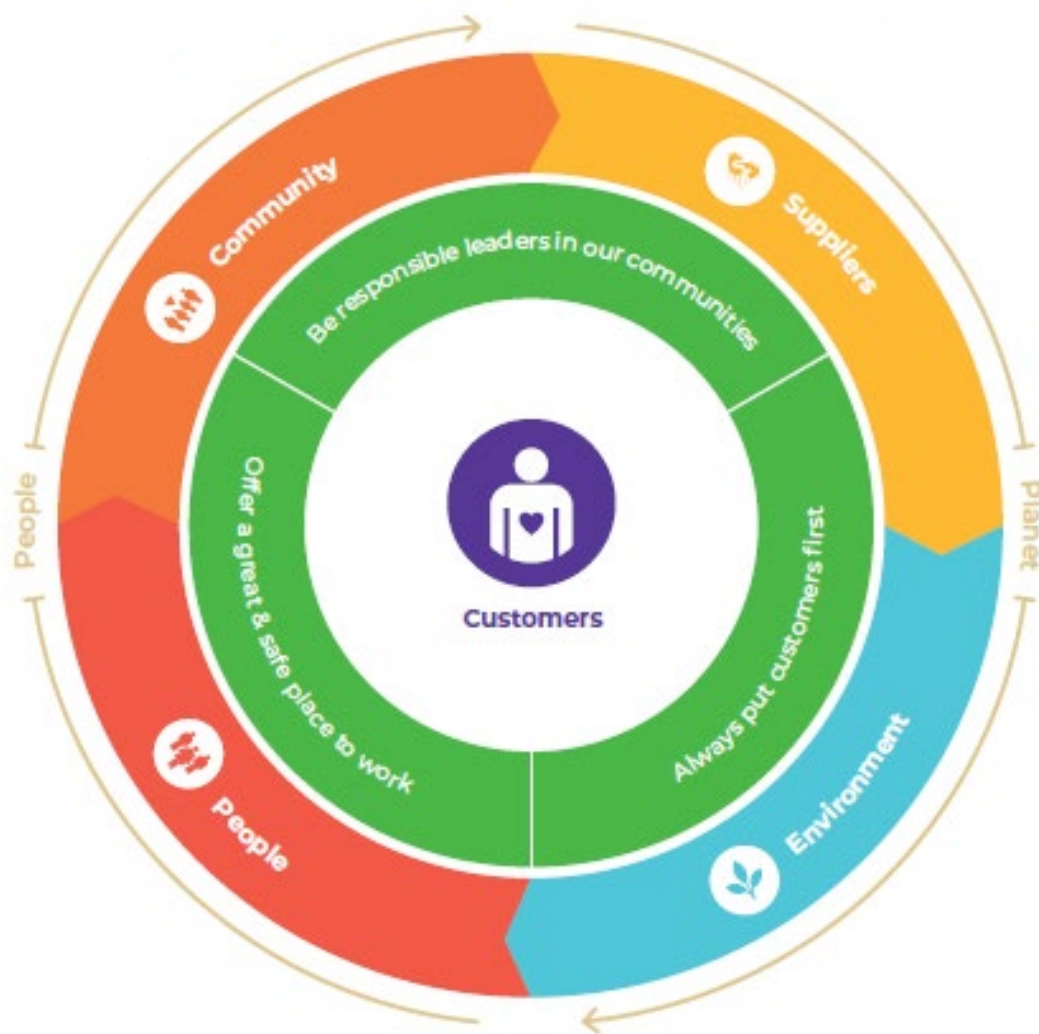 Community
Suppliers
Be responsible leaders in our communities
People
Offer a great & safe place to work
Customers
Always put customers first
Planet
People
Environment